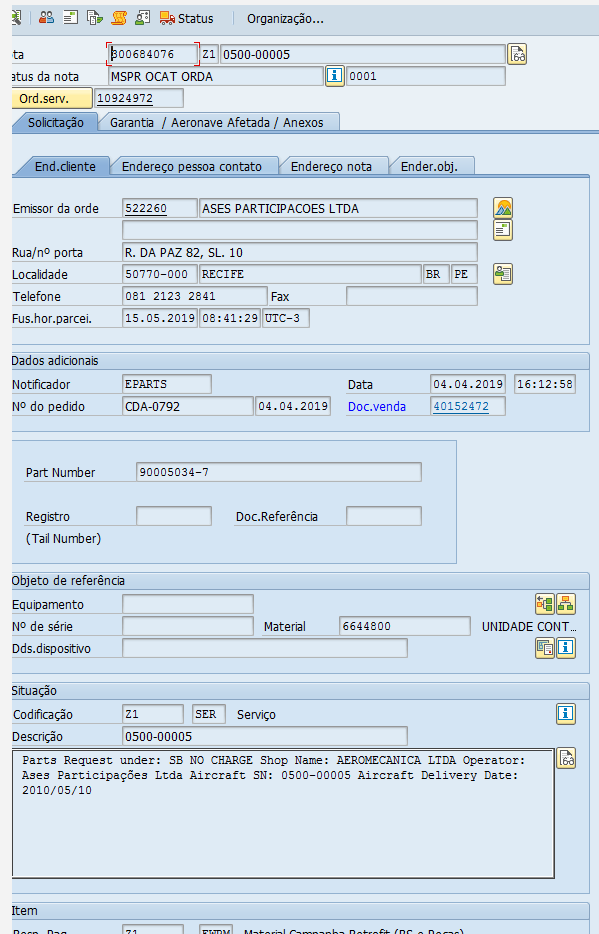 Status Organização...
ota 300684076 Z1 0500-00005
tatus da nota MSPR OCAT ORDA 0001
Ord.serv. 10924972
Solicitação Garantia / Aeronave Afetada / Anexos
End.cliente Endereço pessoa contato Endereço nota Ender.obj.
Emissor da orde 522260 ASES PARTICIPACOES LTDA
Rua/nº porta R. DA PAZ 82, SL. 10
Localidade 50770-000 RECIFE BR PE
Telefone 081 2123 2841 Fax
Fus.hor.parcei. 15.05.2019 08:41:29 UTC-3
Dados adicionais
Notificador EPARTS Data 04.04.2019 16:12:58
Nº do pedido CDA-0792 04.04.2019 Doc.venda 40152472
Part Number 90005034-7
Registro Doc.Referência
(Tail Number)
Objeto de referência
Equipamento
Nº de série Material 6644800 UNIDADE CONT...
Dds.dispositivo
Situação
Codificação Z1 SER Serviço
Descrição 0500-00005
Parts Request under: SB NO CHARGE Shop Name: AEROMECANICA LTDA Operator:
Ases Participações Ltda Aircraft SN: 0500-00005 Aircraft Delivery Date:
2010/05/10
Item
Z1 Material Campanha Retrofit (BS e Peças)